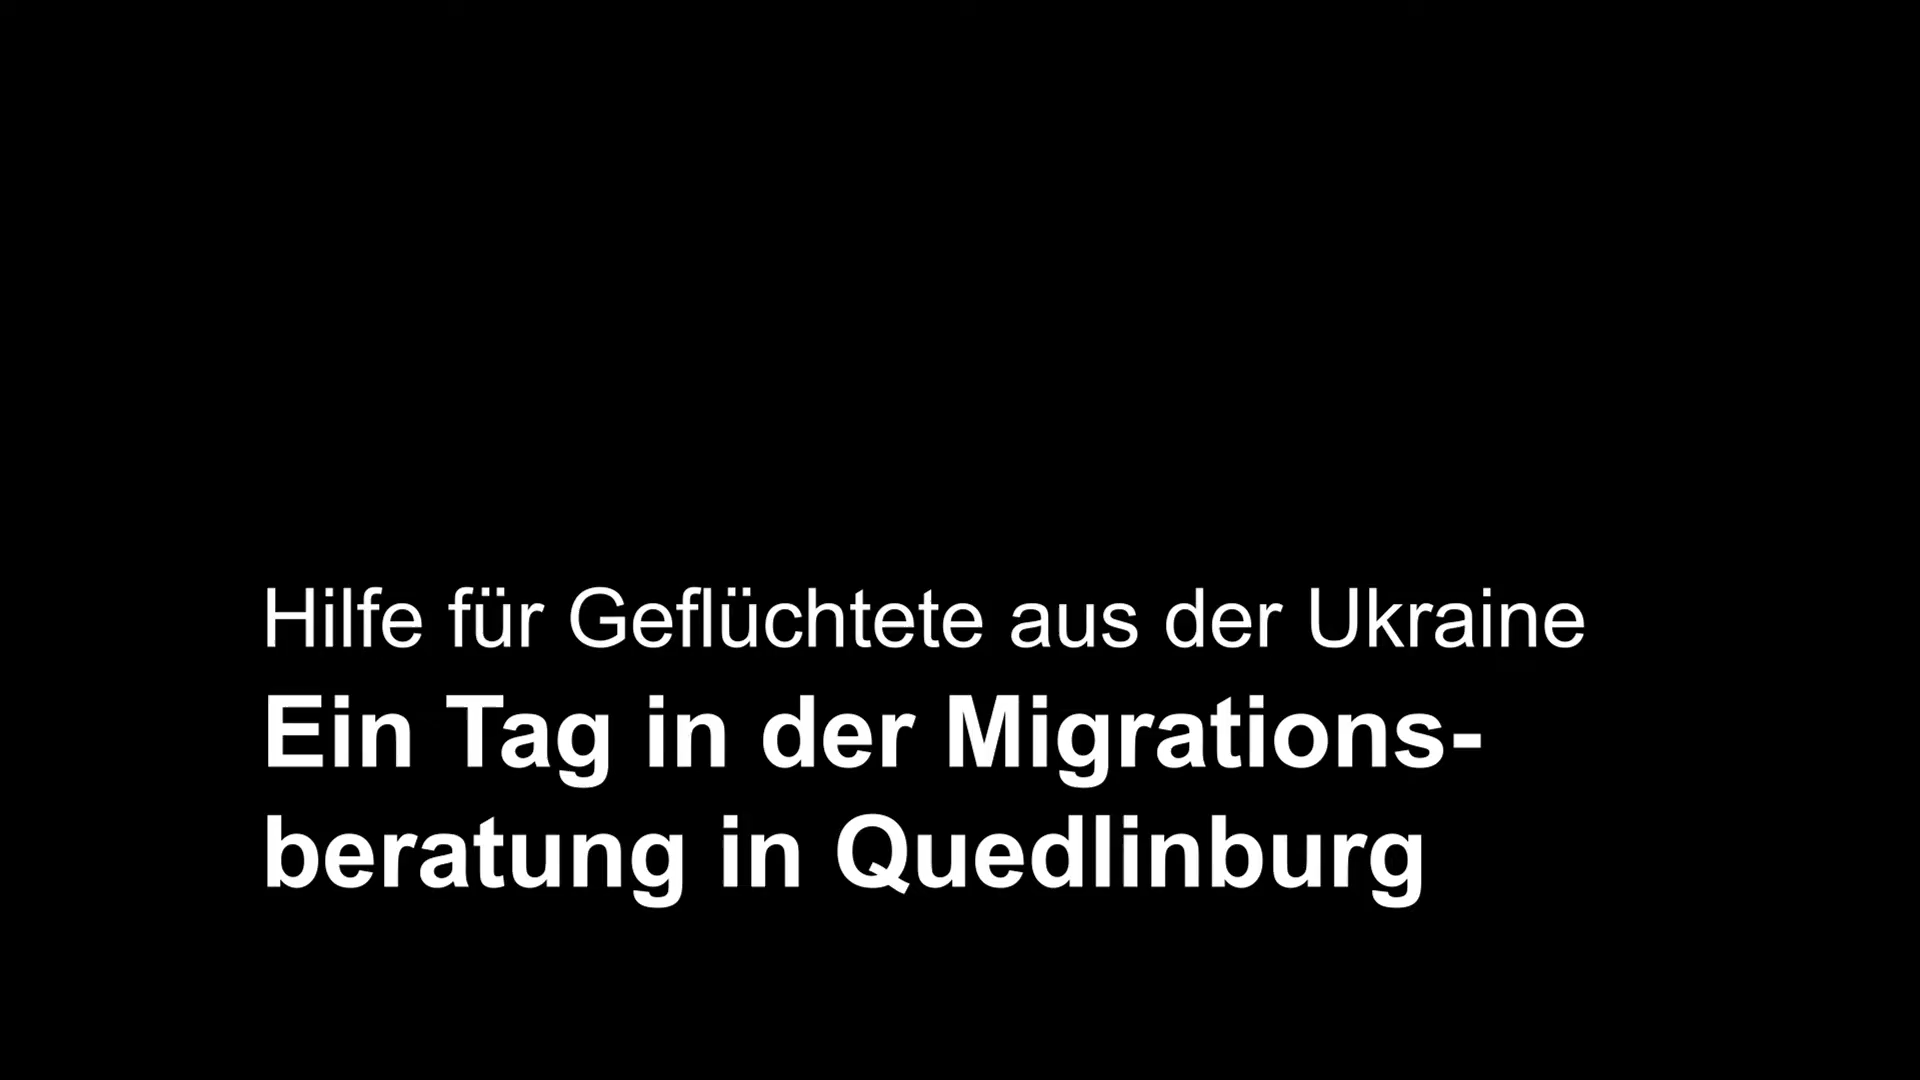 Hilfe für Geflüchtete aus der Ukraine
Ein Tag in der Migrations-
beratung in Quedlinburg